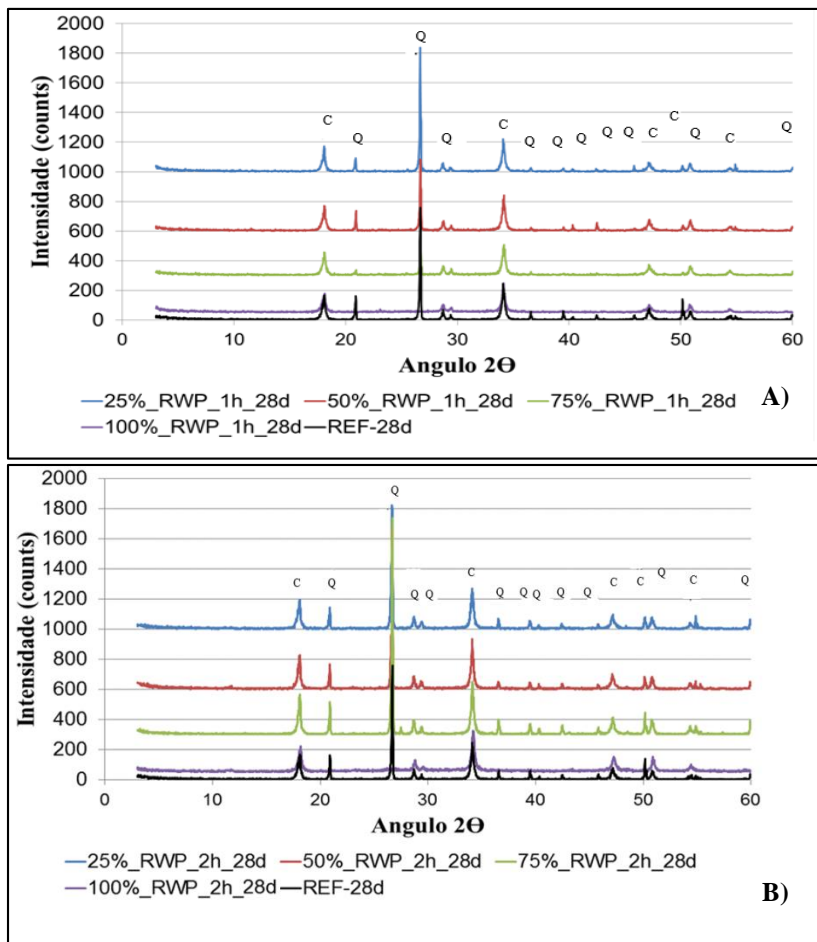 2000
1800
1600
1400
1200
1000
800
600
400
200
0
Intensidade (counts)
Q
C
Q
Q
C
Q
Q
Q
Q
Q
C
C
Q
C
Q
0 10 20 30 40 50 60
Angulo 2Θ
25%_RWP_1h_28d 50%_RWP_1h_28d 75%_RWP_1h_28d
100%_RWP_1h_28d REF-28d
A)
2000
1800
1600
1400
1200
1000
800
600
400
200
0
Intensidade (counts)
Q
C
Q
Q
Q
C
Q
Q
Q
Q
Q
C
C
Q
C
Q
0 10 20 30 40 50 60
Angulo 2Θ
25%_RWP_2h_28d 50%_RWP_2h_28d 75%_RWP_2h_28d
100%_RWP_2h_28d REF-28d
B)